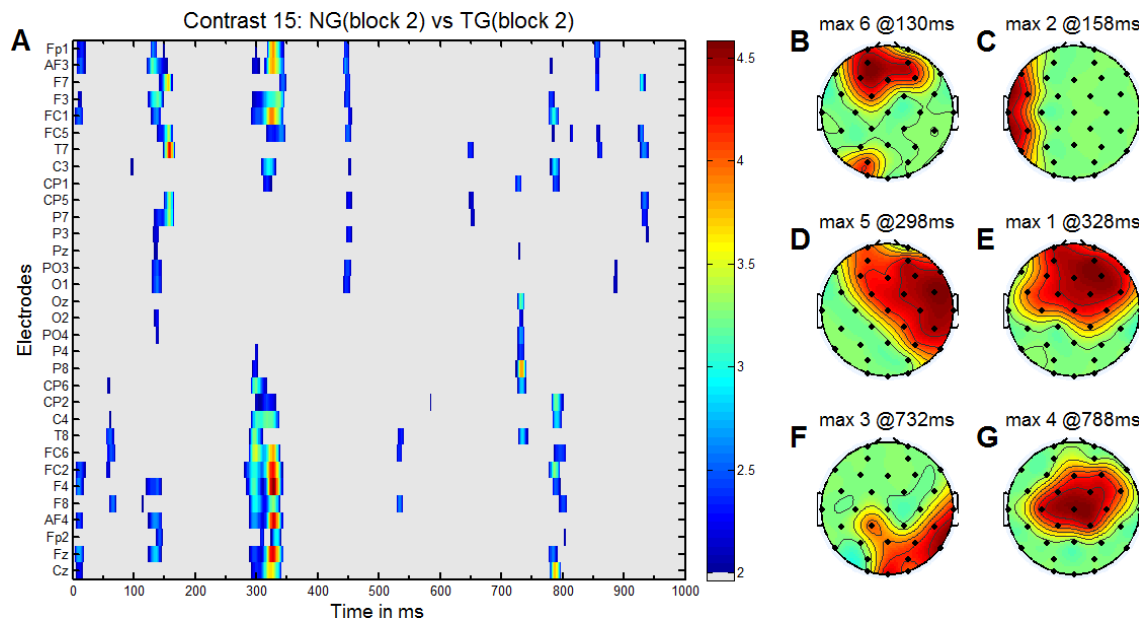 Contrast 15: NG(block 2) vs TG(block 2)
A
Electrodes
Fp1
AF3
F7
F3
FC1
FC5
T7
C3
CP1
CP5
P7
P3
Pz
PO3
O1
Oz
O2
PO4
P4
P8
CP6
CP2
C4
T8
FC6
FC2
F4
F8
AF4
Fp2
Fz
Cz
0 100 200 300 400 500 600 700 800 900 1000
Time in ms
4.5
4
3.5
3
2.5
2
B max 6 @130ms
C max 2 @158ms
D max 5 @298ms
E max 1 @328ms
F max 3 @732ms
G max 4 @788ms